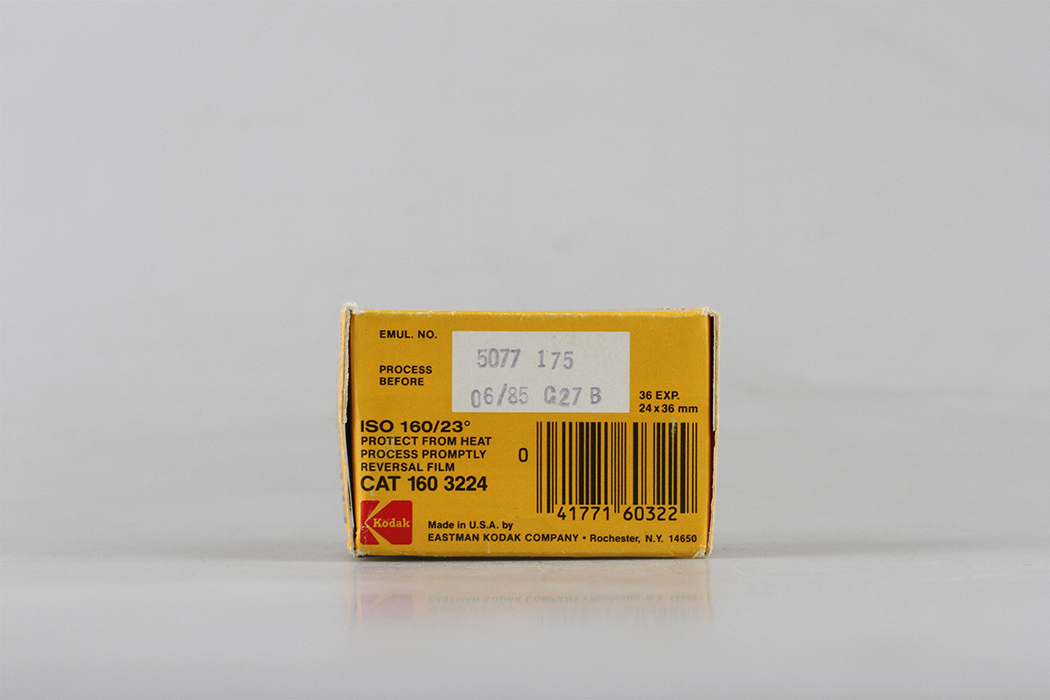 EMUL. NO.
5077 175
PROCESS
BEFORE
06/85 G27 B
36 EXP.
24 x 36 mm
ISO 160/23°
PROTECT FROM HEAT
PROCESS PROMPTLY
REVERSAL FILM
CAT 160 3224
0
41771 60322
Kodak
Made in U.S.A. by
EASTMAN KODAK COMPANY • Rochester, N.Y. 14650